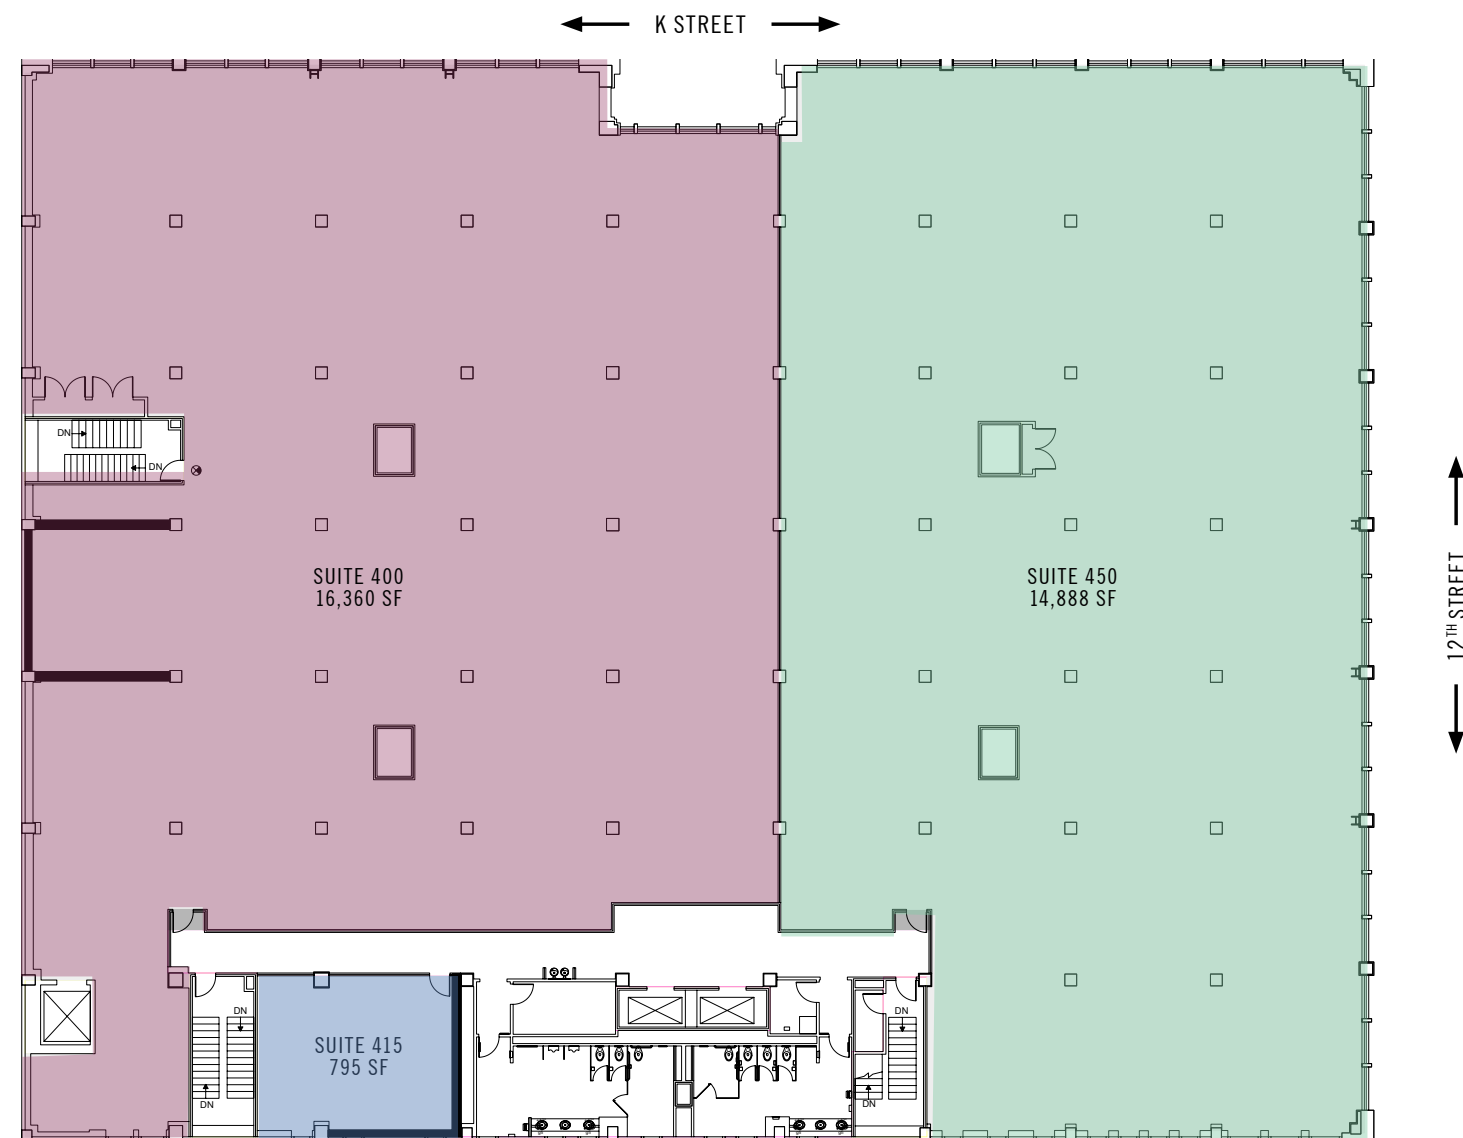 K STREET
DN
DN
SUITE 400
16,360 SF
SUITE 450
14,888 SF
12TH STREET
DN
DN
SUITE 415
795 SF
DN
DN